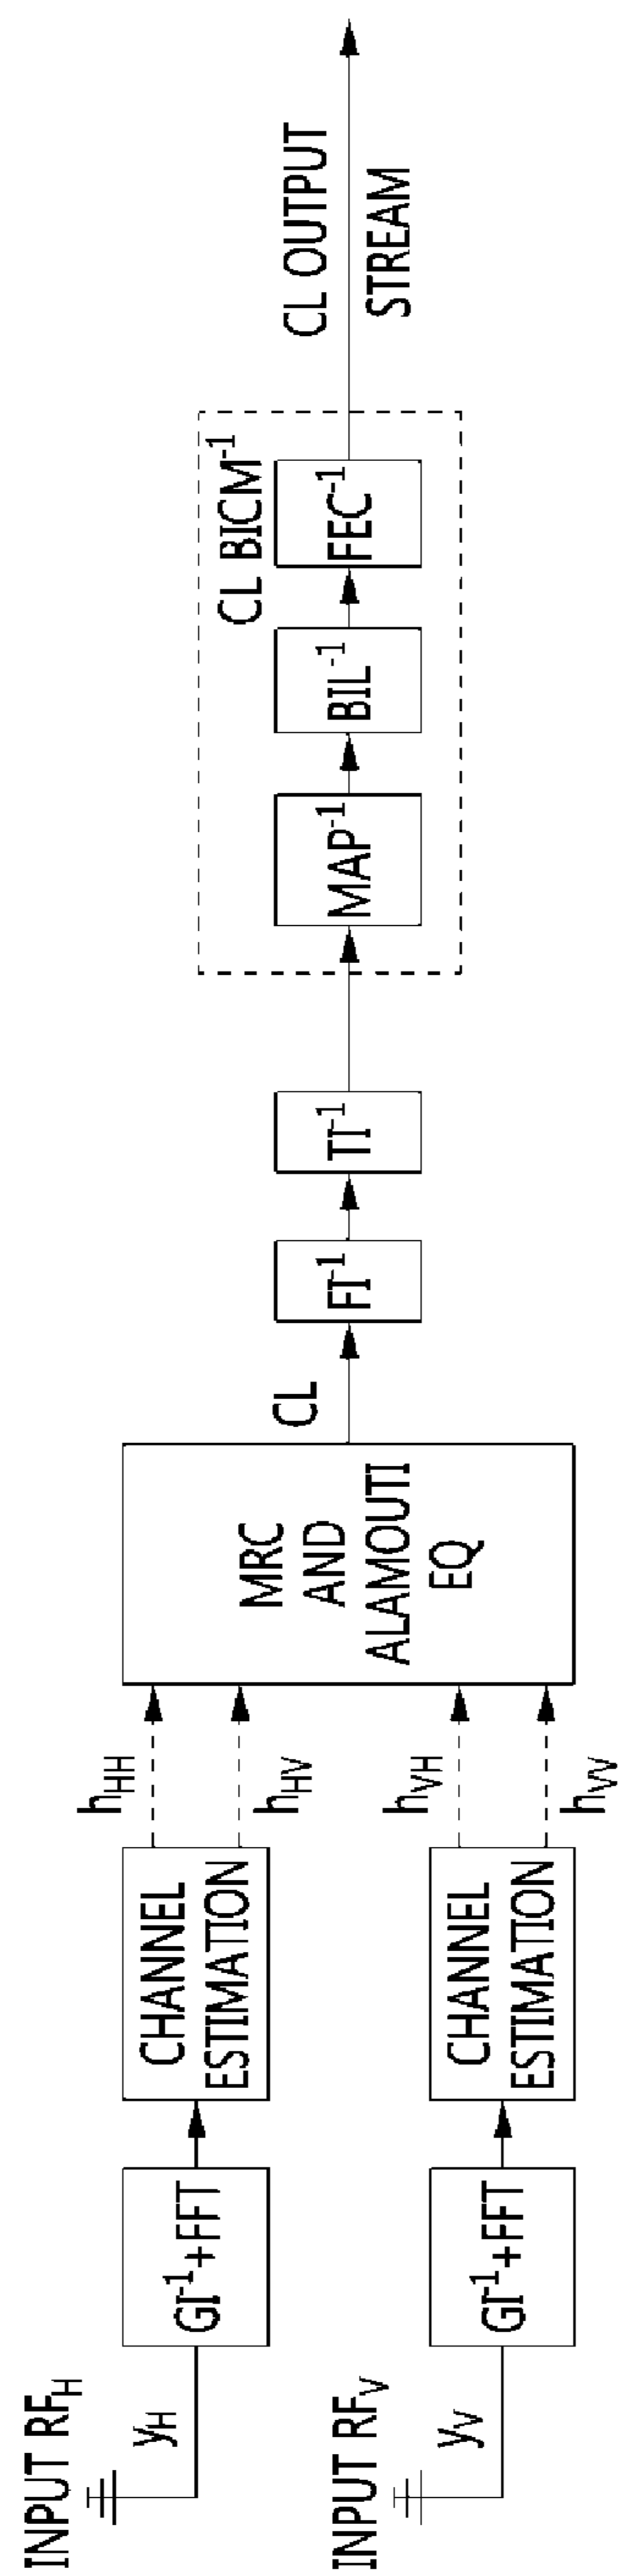 INPUT RF_H
y_H
GI⁻¹+FFT
CHANNEL
ESTIMATION
h_HH
h_HV
INPUT RF_V
y_V
GI⁻¹+FFT
CHANNEL
ESTIMATION
h_VH
h_VV
MRC
AND
ALAMOUTI
EQ
CL
FI⁻¹
TI⁻¹
CL BICM⁻¹
MAP⁻¹
BIL⁻¹
FEC⁻¹
CL OUTPUT
STREAM